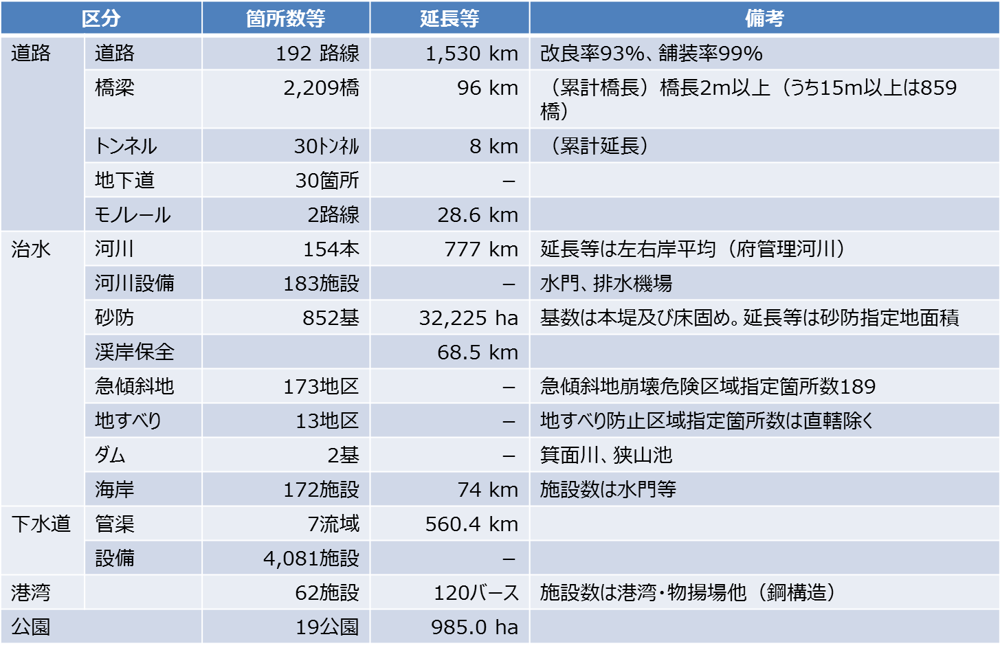 区分 箇所数等 延長等 備考
道路 道路 192 路線 1,530 km 改良率93%、舗装率99%
橋梁 2,209橋 96 km （累計橋長）橋長2m以上（うち15m以上は859
橋）
トンネル 30ﾄﾝﾈﾙ 8 km （累計延長）
地下道 30箇所 －
モノレール 2路線 28.6 km
治水 河川 154本 777 km 延長等は左右岸平均（府管理河川）
河川設備 183施設 － 水門、排水機場
砂防 852基 32,225 ha 基数は本堤及び床固め。延長等は砂防指定地面積
渓岸保全 68.5 km
急傾斜地 173地区 － 急傾斜地崩壊危険区域指定箇所数189
地すべり 13地区 － 地すべり防止区域指定箇所数は直轄除く
ダム 2基 － 箕面川、狭山池
海岸 172施設 74 km 施設数は水門等
下水道 管渠 7流域 560.4 km
設備 4,081施設 －
港湾 62施設 120バース 施設数は港湾・物揚場他（鋼構造）
公園 19公園 985.0 ha